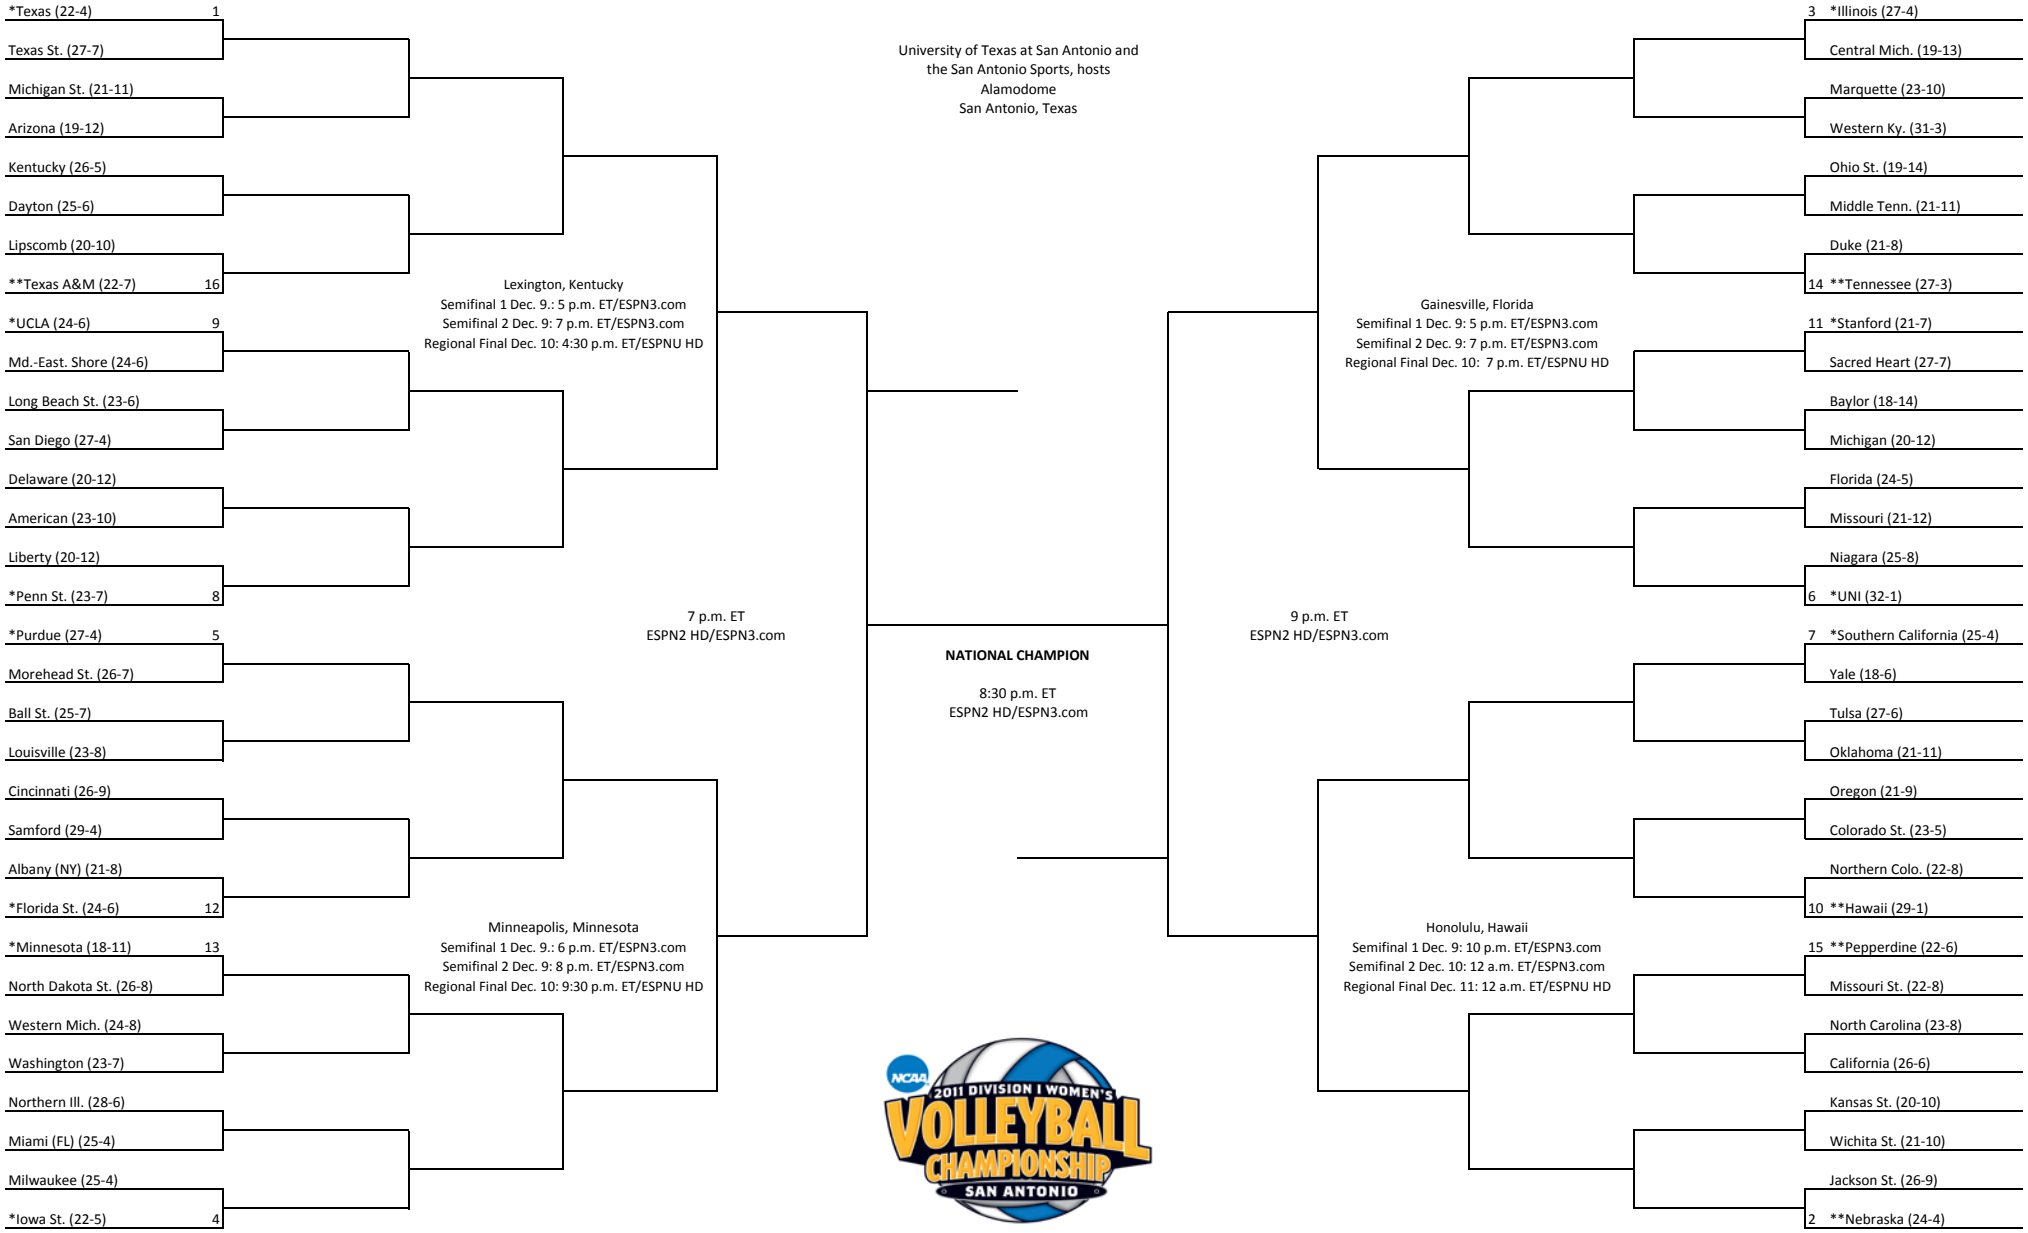 *Texas (22-4) 1
Texas St. (27-7)
Michigan St. (21-11)
Arizona (19-12)
Kentucky (26-5)
Dayton (25-6)
Lipscomb (20-10)
**Texas A&M (22-7) 16
*UCLA (24-6) 9
Md.-East. Shore (24-6)
Long Beach St. (23-6)
San Diego (27-4)
Delaware (20-12)
American (23-10)
Liberty (20-12)
*Penn St. (23-7) 8
*Purdue (27-4) 5
Morehead St. (26-7)
Ball St. (25-7)
Louisville (23-8)
Cincinnati (26-9)
Samford (29-4)
Albany (NY) (21-8)
*Florida St. (24-6) 12
*Minnesota (18-11) 13
North Dakota St. (26-8)
Western Mich. (24-8)
Washington (23-7)
Northern Ill. (28-6)
Miami (FL) (25-4)
Milwaukee (25-4)
*Iowa St. (22-5) 4
Lexington, Kentucky
Semifinal 1 Dec. 9.: 5 p.m. ET/ESPN3.com
Semifinal 2 Dec. 9: 7 p.m. ET/ESPN3.com
Regional Final Dec. 10: 4:30 p.m. ET/ESPNU HD
7 p.m. ET
ESPN2 HD/ESPN3.com
Minneapolis, Minnesota
Semifinal 1 Dec. 9.: 6 p.m. ET/ESPN3.com
Semifinal 2 Dec. 9: 8 p.m. ET/ESPN3.com
Regional Final Dec. 10: 9:30 p.m. ET/ESPNU HD
University of Texas at San Antonio and
the San Antonio Sports, hosts
Alamodome
San Antonio, Texas
NATIONAL CHAMPION
8:30 p.m. ET
ESPN2 HD/ESPN3.com
NCAA
2011 DIVISION I WOMEN'S
VOLLEYBALL
CHAMPIONSHIP
SAN ANTONIO
Gainesville, Florida
Semifinal 1 Dec. 9: 5 p.m. ET/ESPN3.com
Semifinal 2 Dec. 9: 7 p.m. ET/ESPN3.com
Regional Final Dec. 10: 7 p.m. ET/ESPNU HD
9 p.m. ET
ESPN2 HD/ESPN3.com
Honolulu, Hawaii
Semifinal 1 Dec. 9: 10 p.m. ET/ESPN3.com
Semifinal 2 Dec. 10: 12 a.m. ET/ESPN3.com
Regional Final Dec. 11: 12 a.m. ET/ESPNU HD
3 *Illinois (27-4)
Central Mich. (19-13)
Marquette (23-10)
Western Ky. (31-3)
Ohio St. (19-14)
Middle Tenn. (21-11)
Duke (21-8)
14 **Tennessee (27-3)
11 *Stanford (21-7)
Sacred Heart (27-7)
Baylor (18-14)
Michigan (20-12)
Florida (24-5)
Missouri (21-12)
Niagara (25-8)
6 *UNI (32-1)
7 *Southern California (25-4)
Yale (18-6)
Tulsa (27-6)
Oklahoma (21-11)
Oregon (21-9)
Colorado St. (23-5)
Northern Colo. (22-8)
10 **Hawaii (29-1)
15 **Pepperdine (22-6)
Missouri St. (22-8)
North Carolina (23-8)
California (26-6)
Kansas St. (20-10)
Wichita St. (21-10)
Jackson St. (26-9)
2 **Nebraska (24-4)